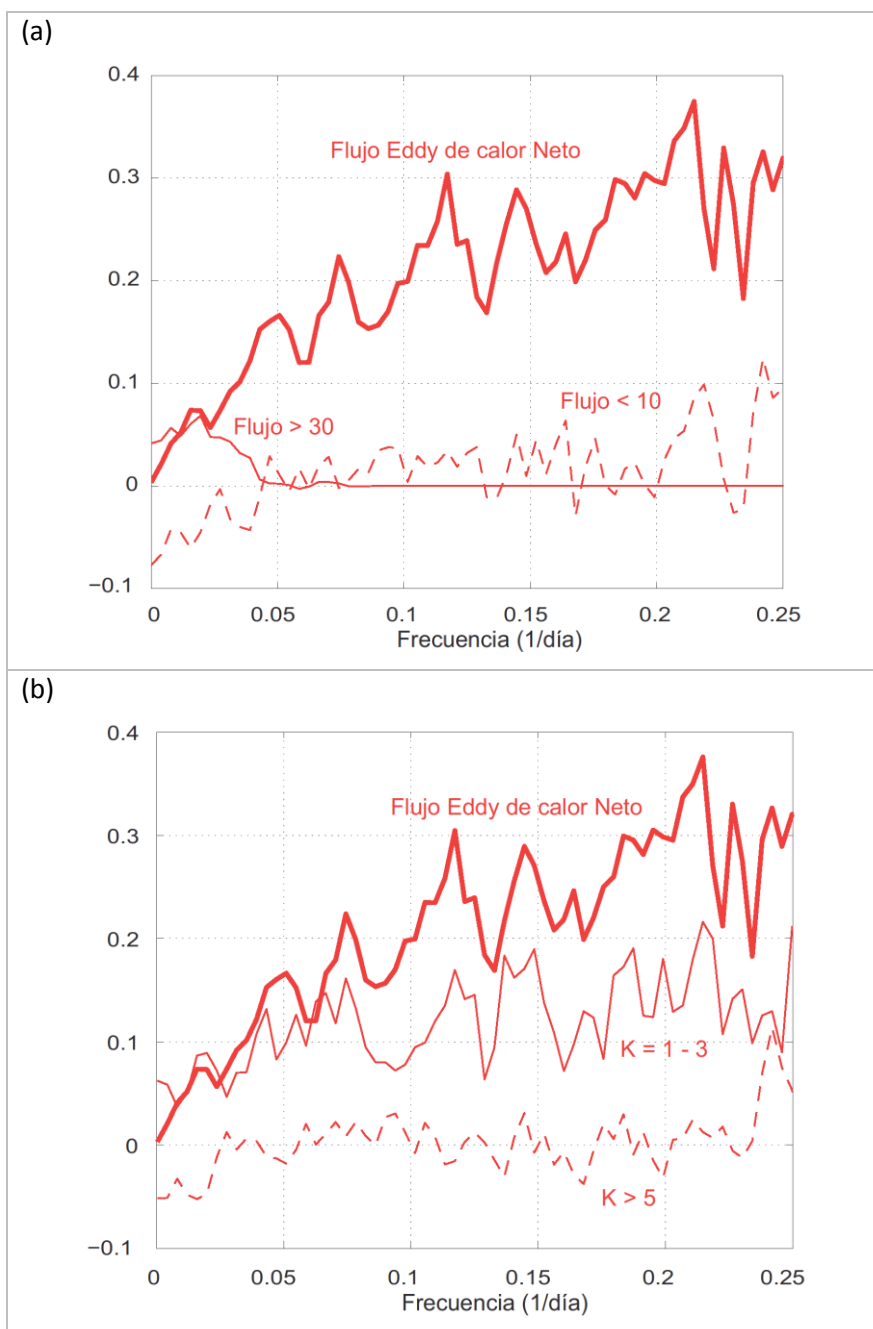 (a)
0.4
Flujo Eddy de calor Neto
0.3
0.2
0.1
Flujo > 30
Flujo < 10
0
−0.1
0 0.05 0.1 0.15 0.2 0.25
Frecuencia (1/día)
(b)
0.4
Flujo Eddy de calor Neto
0.3
0.2
0.1
K = 1 - 3
0
K > 5
−0.1
0 0.05 0.1 0.15 0.2 0.25
Frecuencia (1/día)